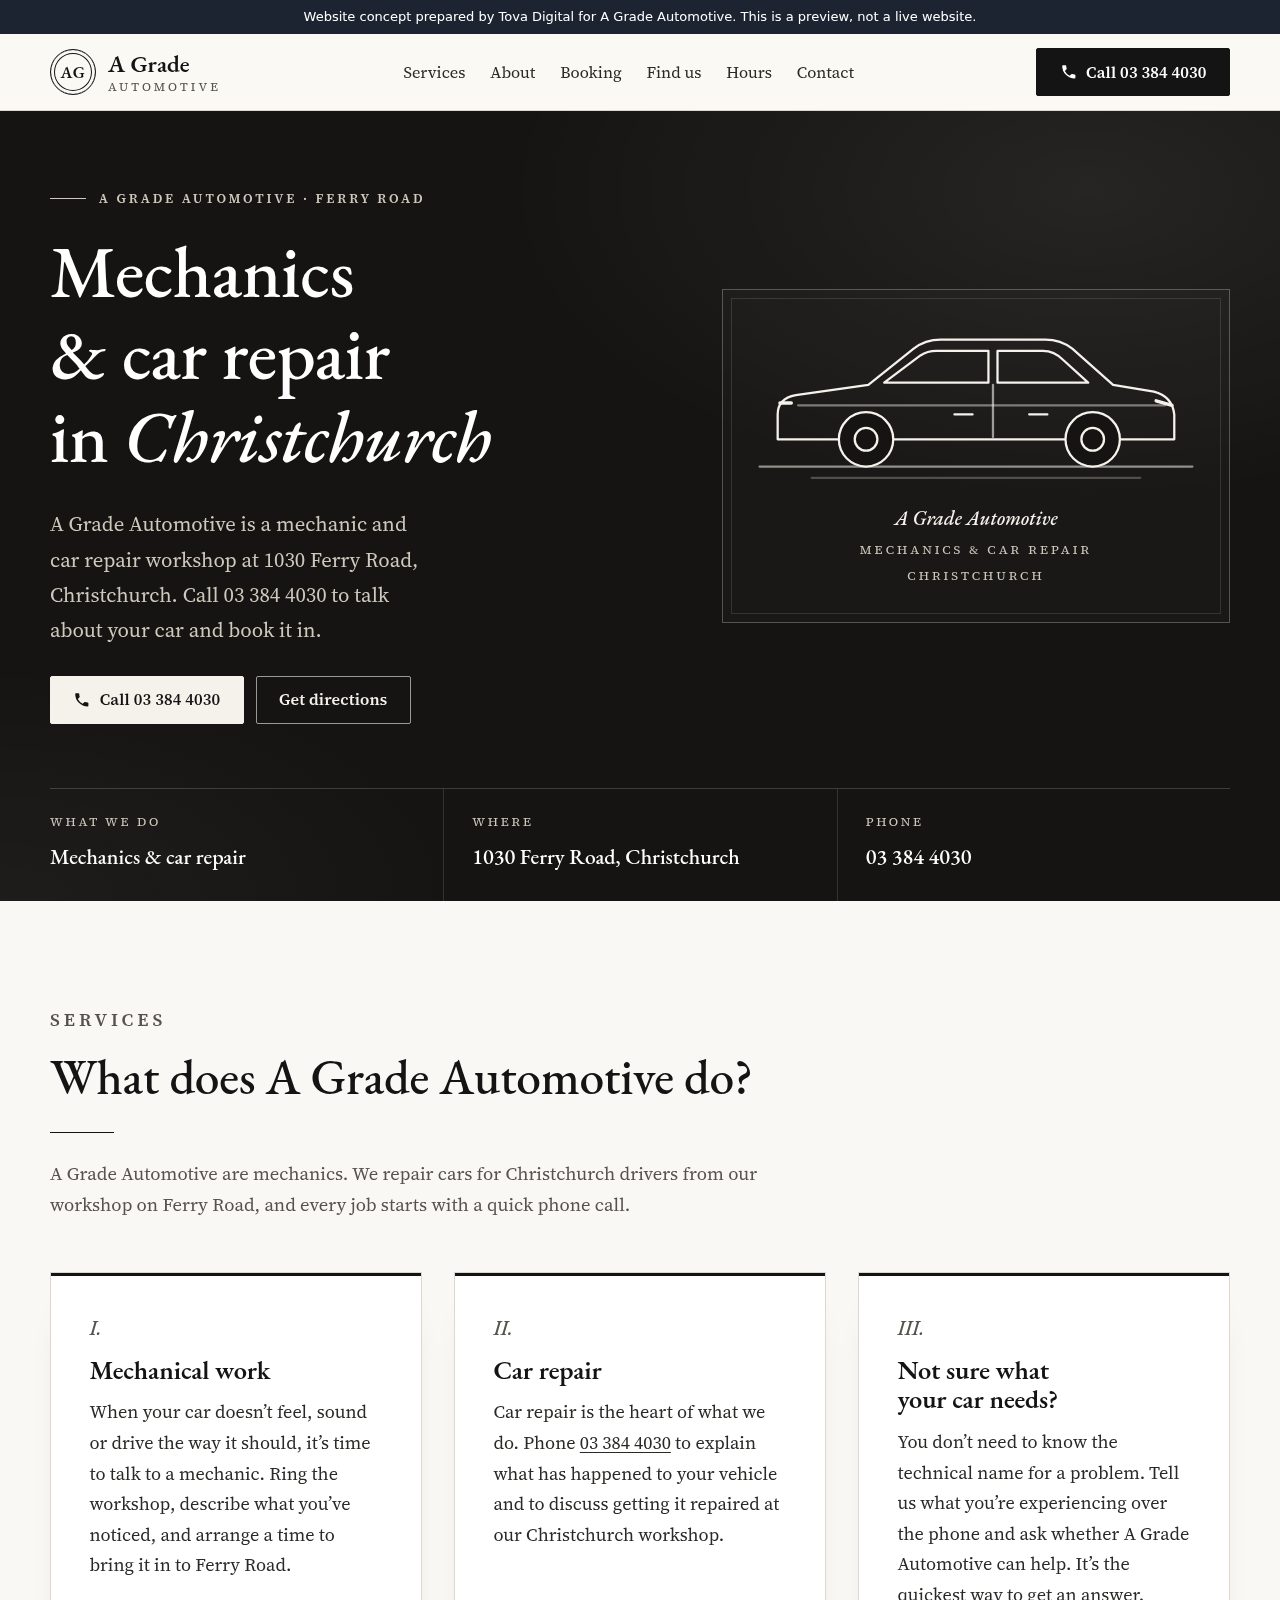 Website concept prepared by Tova Digital for A Grade Automotive. This is a preview, not a live website.
AG
A Grade
AUTOMOTIVE
Services
About
Booking
Find us
Hours
Contact
Call 03 384 4030
A GRADE AUTOMOTIVE · FERRY ROAD
Mechanics
& car repair
in Christchurch
A Grade Automotive is a mechanic and
car repair workshop at 1030 Ferry Road,
Christchurch. Call 03 384 4030 to talk
about your car and book it in.
Call 03 384 4030
Get directions
A Grade Automotive
MECHANICS & CAR REPAIR
CHRISTCHURCH
WHAT WE DO
Mechanics & car repair
WHERE
1030 Ferry Road, Christchurch
PHONE
03 384 4030
SERVICES
What does A Grade Automotive do?
A Grade Automotive are mechanics. We repair cars for Christchurch drivers from our
workshop on Ferry Road, and every job starts with a quick phone call.
I.
Mechanical work
When your car doesn’t feel, sound
or drive the way it should, it’s time
to talk to a mechanic. Ring the
workshop, describe what you’ve
noticed, and arrange a time to
bring it in to Ferry Road.
II.
Car repair
Car repair is the heart of what we
do. Phone 03 384 4030 to explain
what has happened to your vehicle
and to discuss getting it repaired at
our Christchurch workshop.
III.
Not sure what
your car needs?
You don’t need to know the
technical name for a problem. Tell
us what you’re experiencing over
the phone and ask whether A Grade
Automotive can help. It’s the
quickest way to get an answer.